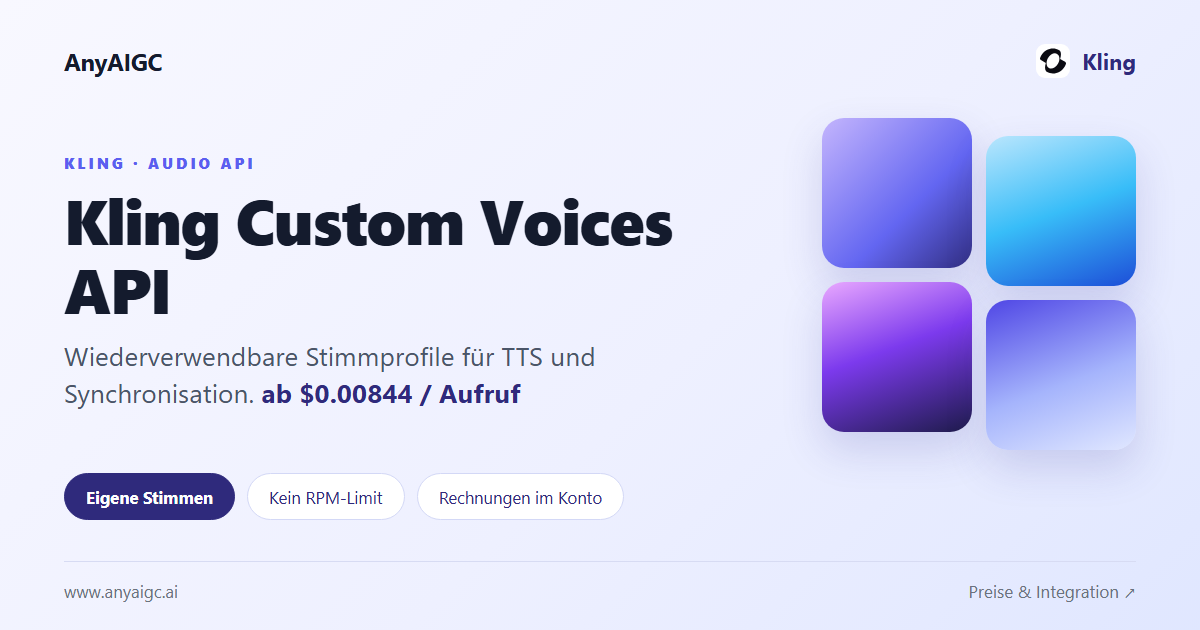 AnyAIGC
Kling
KLING · AUDIO API
Kling Custom Voices
API
Wiederverwendbare Stimmprofile für TTS und
Synchronisation. ab $0.00844 / Aufruf
Eigene Stimmen
Kein RPM-Limit
Rechnungen im Konto
www.anyaigc.ai
Preise & Integration ↗